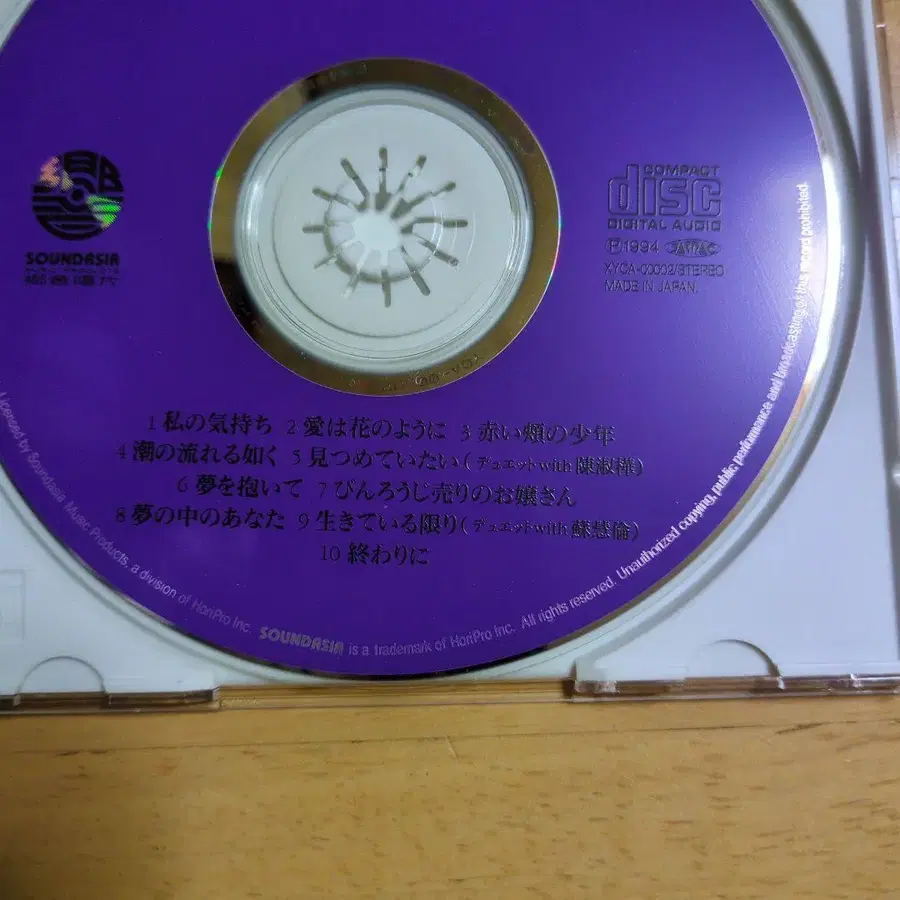 SOUNDASIA
COMPACT
disc
DIGITAL AUDIO
Ⓟ1994
XYCA-00002/STEREO
MADE IN JAPAN.
1 私の気持ち 2 愛は花のように 3 赤い頬の少年
4 潮の流れる如く 5 見つめていたい(デュエットwith 陳淑樺)
6 夢を抱いて 7 びんろうじ売りのお嬢さん
8 夢の中のあなた 9 生きている限り(デュエットwith 蘇慧倫)
10 終わりに
Licenced by Soundasia Music Products, a division of HoriPro Inc. SOUNDASIA is a trademark of HoriPro Inc. All rights reserved. Unauthorized copying, public performance and broadcasting of this record prohibited.